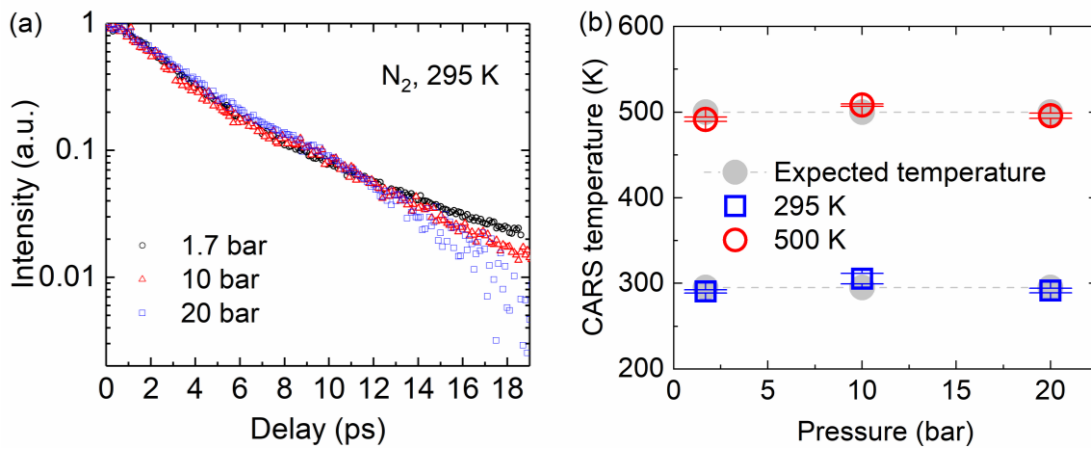 (a)
Intensity (a.u.)
1
0.1
0.01
N₂, 295 K
1.7 bar
10 bar
20 bar
0 2 4 6 8 10 12 14 16 18
Delay (ps)
(b)
CARS temperature (K)
600
500
400
300
200
Expected temperature
295 K
500 K
0 5 10 15 20
Pressure (bar)